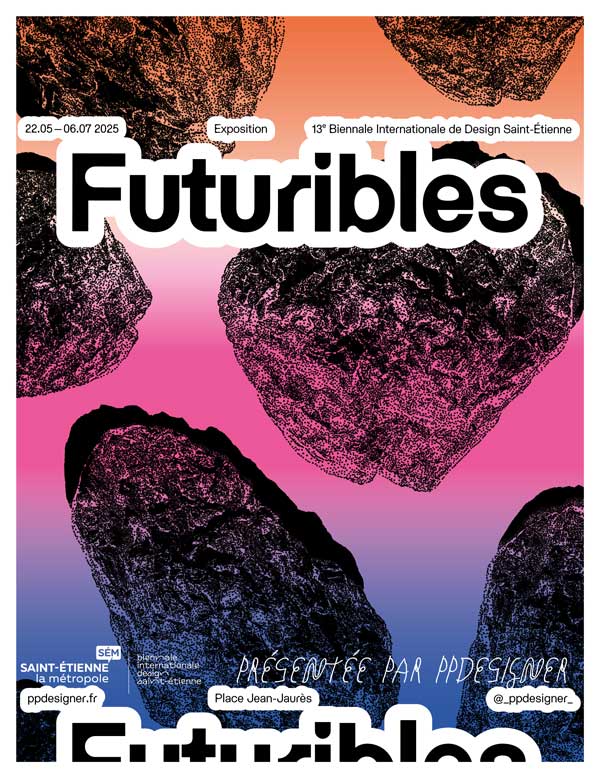 22.05 – 06.07 2025
Exposition
13e Biennale Internationale de Design Saint-Étienne
Futuribles
SÉM
SAINT-ÉTIENNE
la métropole
biennale
internationale
design
saint-étienne
PRÉSENTÉE PAR PPDESIGNER
ppdesigner.fr
Place Jean-Jaurès
@_ppdesigner_
Futuribles